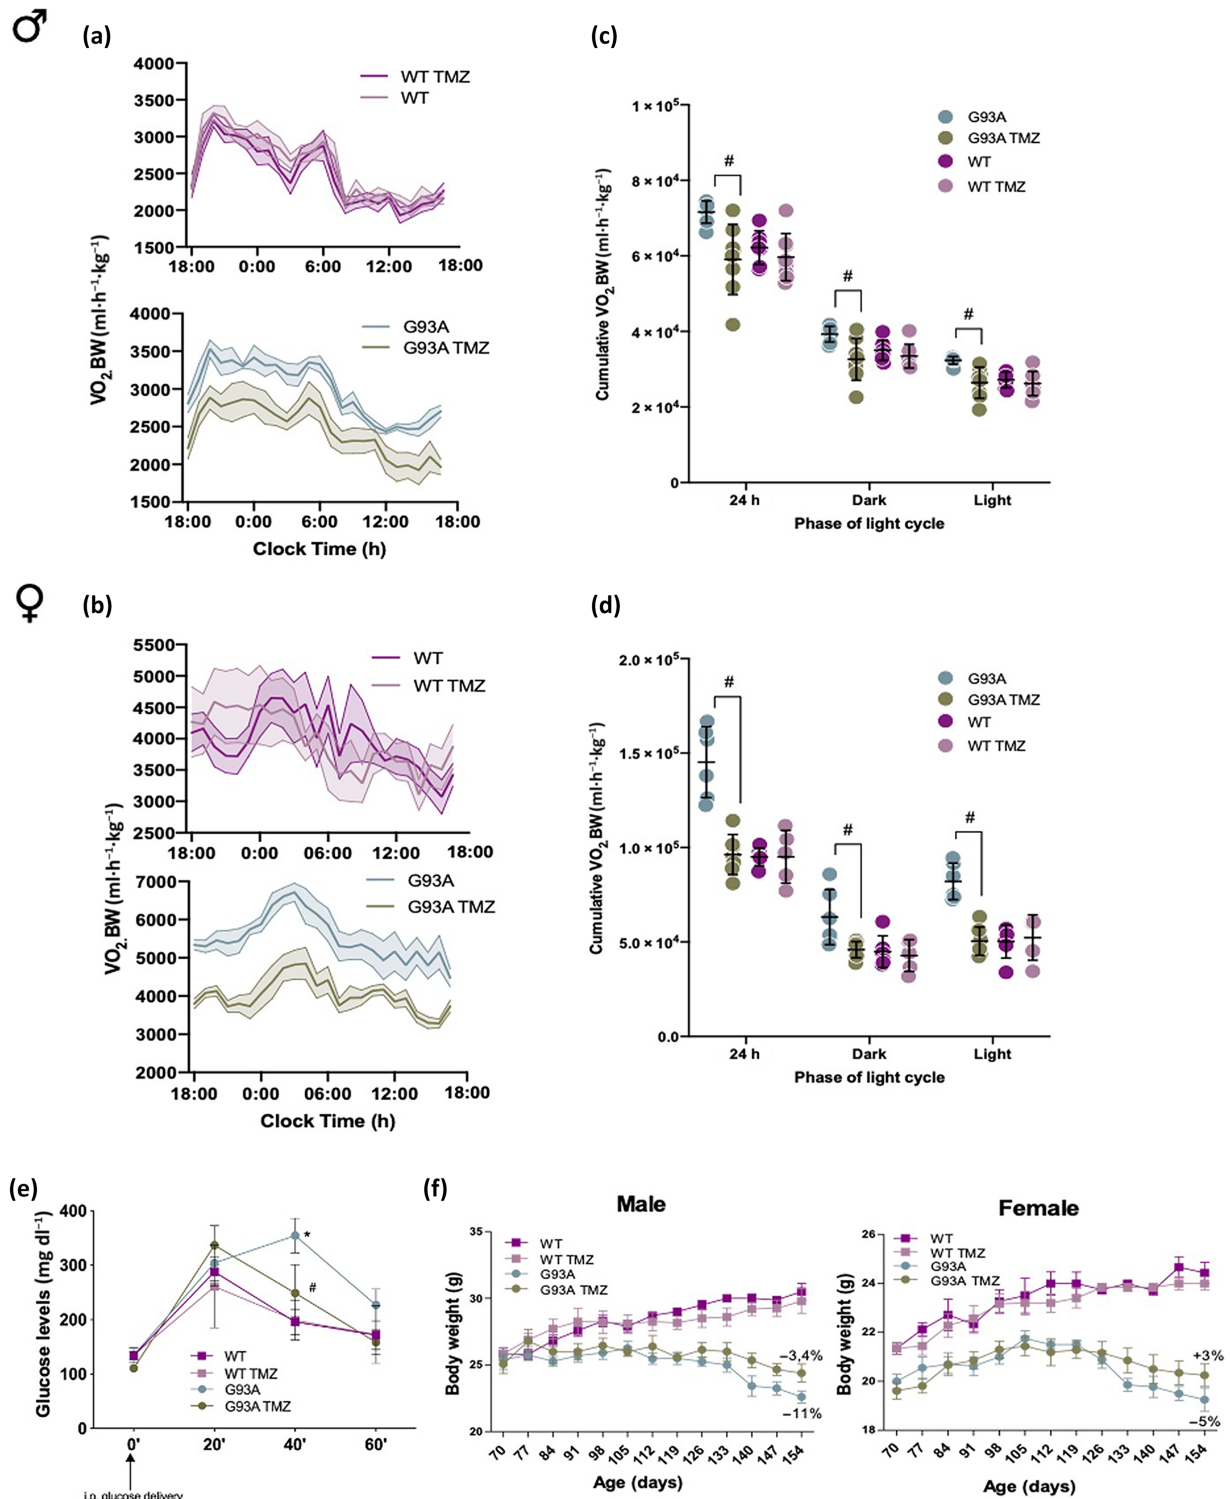 ♂
(a)
4000
3500
3000
2500
2000
1500
WT TMZ
WT
18:00 0:00 6:00 12:00 18:00
VO2.BW (ml·h⁻¹·kg⁻¹)
4000
3500
3000
2500
2000
1500
G93A
G93A TMZ
18:00 0:00 6:00 12:00 18:00
Clock Time (h)
(c)
1 × 10⁵
8 × 10⁴
6 × 10⁴
4 × 10⁴
2 × 10⁴
0
Cumulative VO2.BW (ml·h⁻¹·kg⁻¹)
G93A
G93A TMZ
WT
WT TMZ
# # #
24 h Dark Light
Phase of light cycle
♀
(b)
5500
5000
4500
4000
3500
3000
2500
WT
WT TMZ
18:00 0:00 06:00 12:00 18:00
VO2.BW (ml·h⁻¹·kg⁻¹)
7000
6000
5000
4000
3000
2000
G93A
G93A TMZ
18:00 0:00 06:00 12:00 18:00
Clock Time (h)
(d)
2.0 × 10⁵
1.5 × 10⁵
1.0 × 10⁵
5.0 × 10⁴
0.0
Cumulative VO2.BW (ml·h⁻¹·kg⁻¹)
G93A
G93A TMZ
WT
WT TMZ
# # #
24 h Dark Light
Phase of light cycle
(e)
400
300
200
100
0
Glucose levels (mg dl⁻¹)
*
#
WT
WT TMZ
G93A
G93A TMZ
0' 20' 40' 60'
i.p. glucose delivery
(f)
Male
35
30
25
20
Body weight (g)
WT
WT TMZ
G93A
G93A TMZ
−3,4%
−11%
70 77 84 91 98 105 112 119 126 133 140 147 154
Age (days)
Female
26
24
22
20
18
Body weight (g)
WT
WT TMZ
G93A
G93A TMZ
+3%
−5%
70 77 84 91 98 105 112 119 126 133 140 147 154
Age (days)